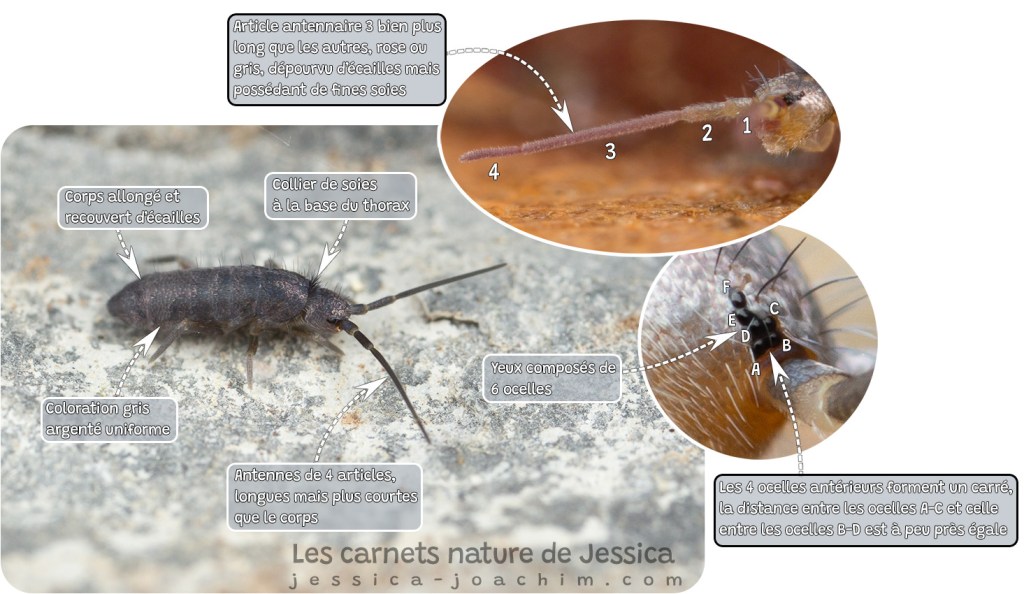 Article antennaire 3 bien plus
long que les autres, rose ou
gris, dépourvu d'écailles mais
possédant de fines soies
4
3
2
1
Corps allongé et
recouvert d'écailles
Collier de soies
à la base du thorax
F
E
D
C
B
A
Yeux composés de
6 ocelles
Coloration gris
argenté uniforme
Antennes de 4 articles,
longues mais plus courtes
que le corps
Les 4 ocelles antérieurs forment un carré,
la distance entre les ocelles A-C et celle
entre les ocelles B-D est à peu près égale
Les carnets nature de Jessica
jessica-joachim.com